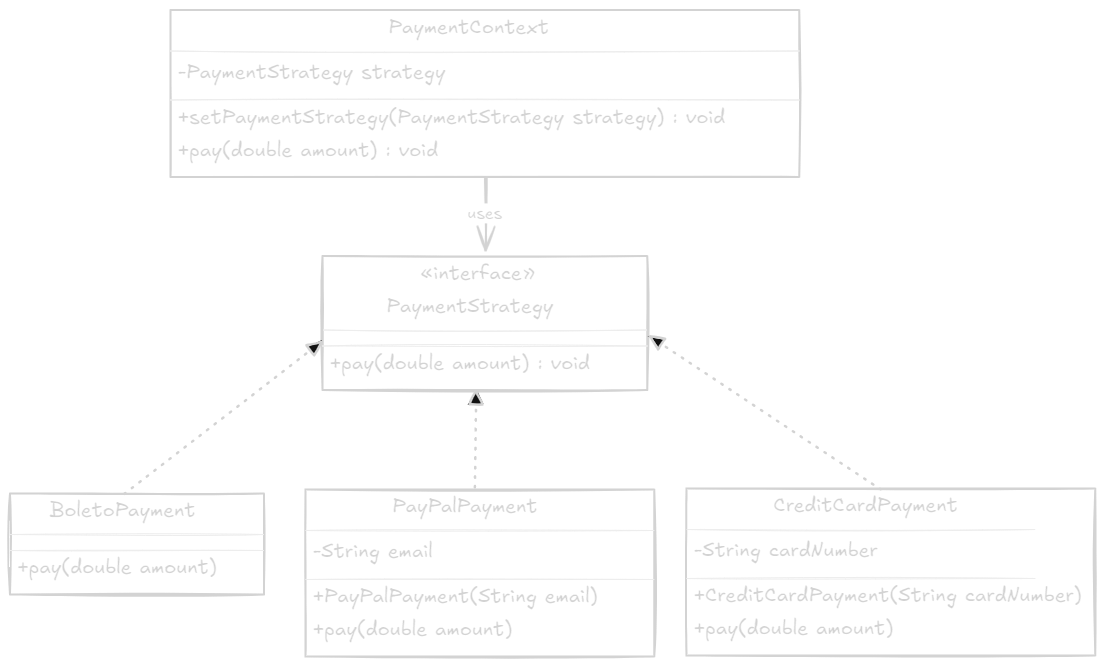 PaymentContext
-PaymentStrategy strategy
+setPaymentStrategy(PaymentStrategy strategy) : void
+pay(double amount) : void
uses
«interface»
PaymentStrategy
+pay(double amount) : void
BoletoPayment
+pay(double amount)
PayPalPayment
-String email
+PayPalPayment(String email)
+pay(double amount)
CreditCardPayment
-String cardNumber
+CreditCardPayment(String cardNumber)
+pay(double amount)